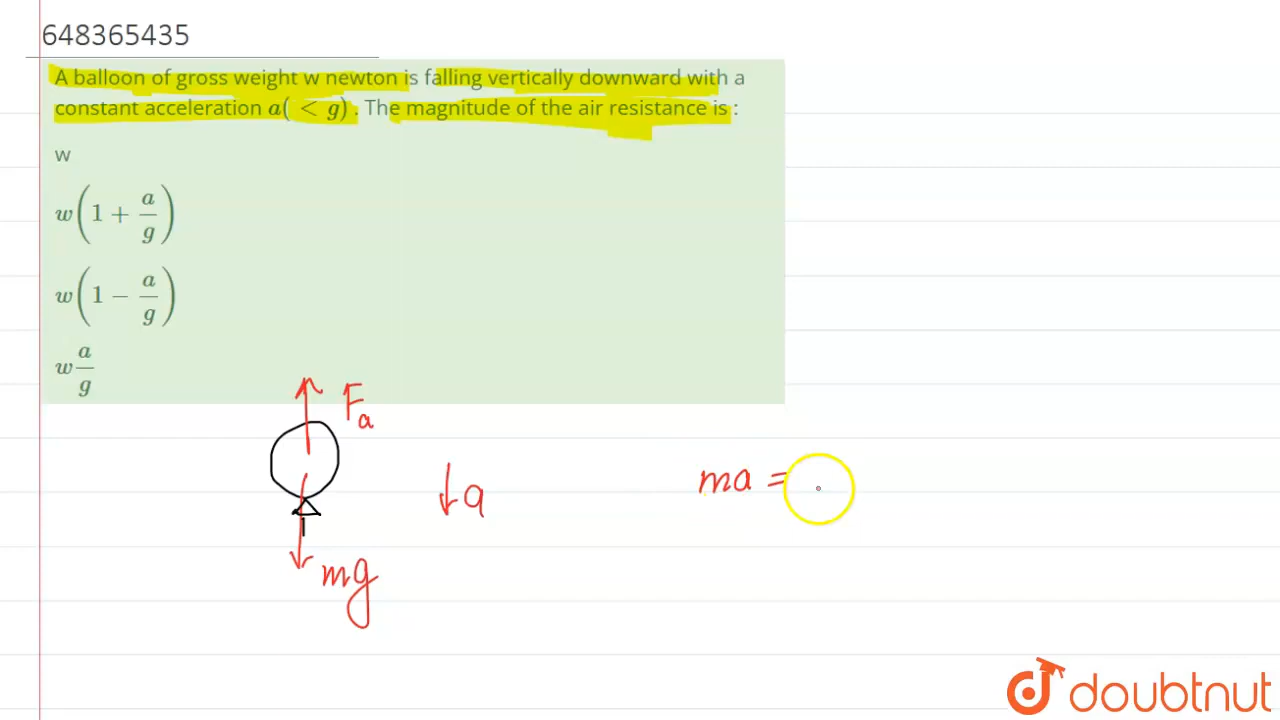 648365435
A balloon of gross weight w newton is falling vertically downward with a
constant acceleration a( < g) . The magnitude of the air resistance is :
w
w(1 + a/g)
w(1 − a/g)
w a/g
Fa
a
ma =
mg
doubtnut